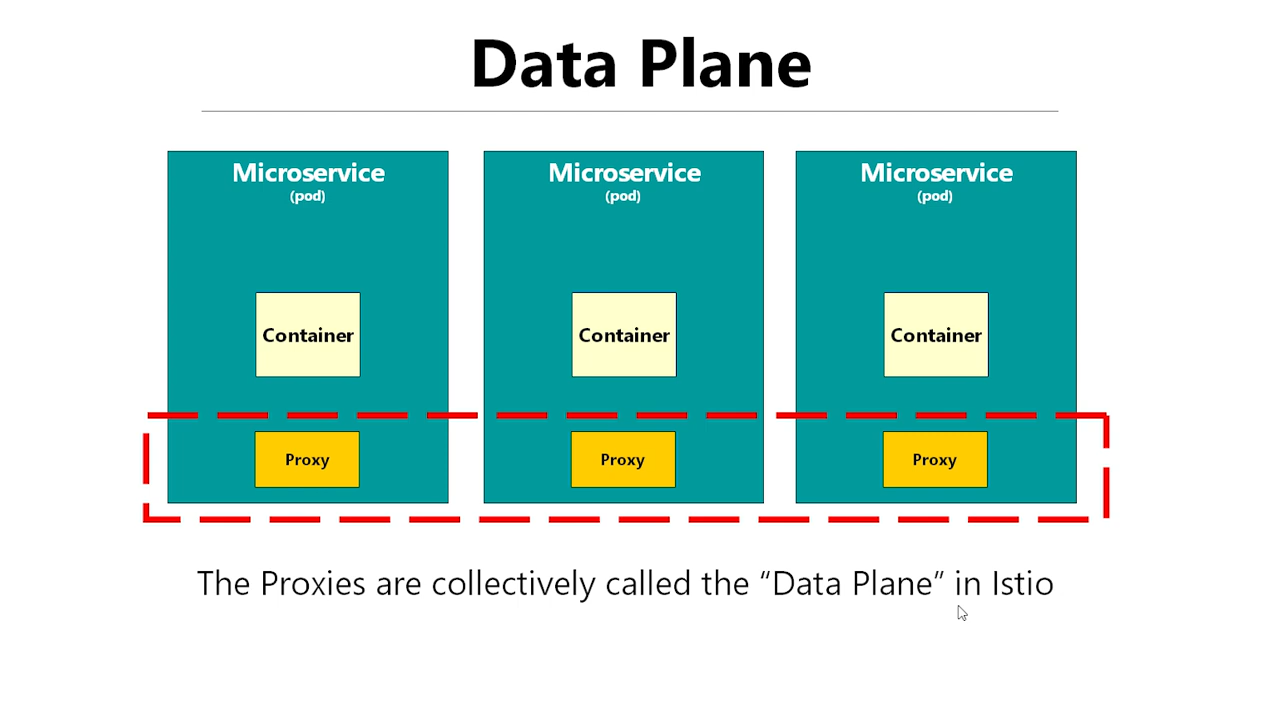 Data Plane
Microservice
(pod)
Container
Proxy
Microservice
(pod)
Container
Proxy
Microservice
(pod)
Container
Proxy
The Proxies are collectively called the “Data Plane” in Istio